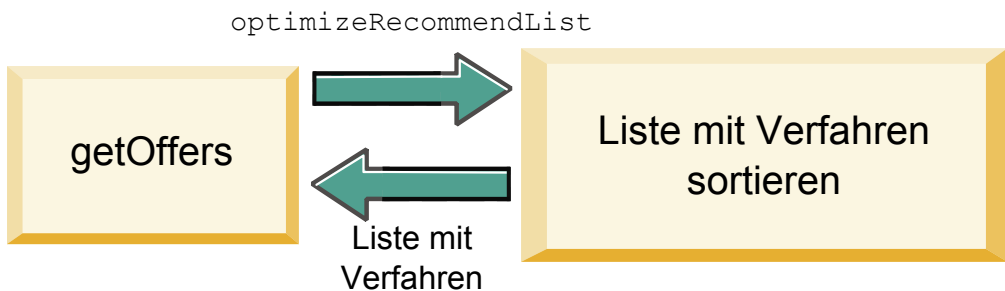 optimizeRecommendList
getOffers
Liste mit Verfahren
sortieren
Liste mit
Verfahren